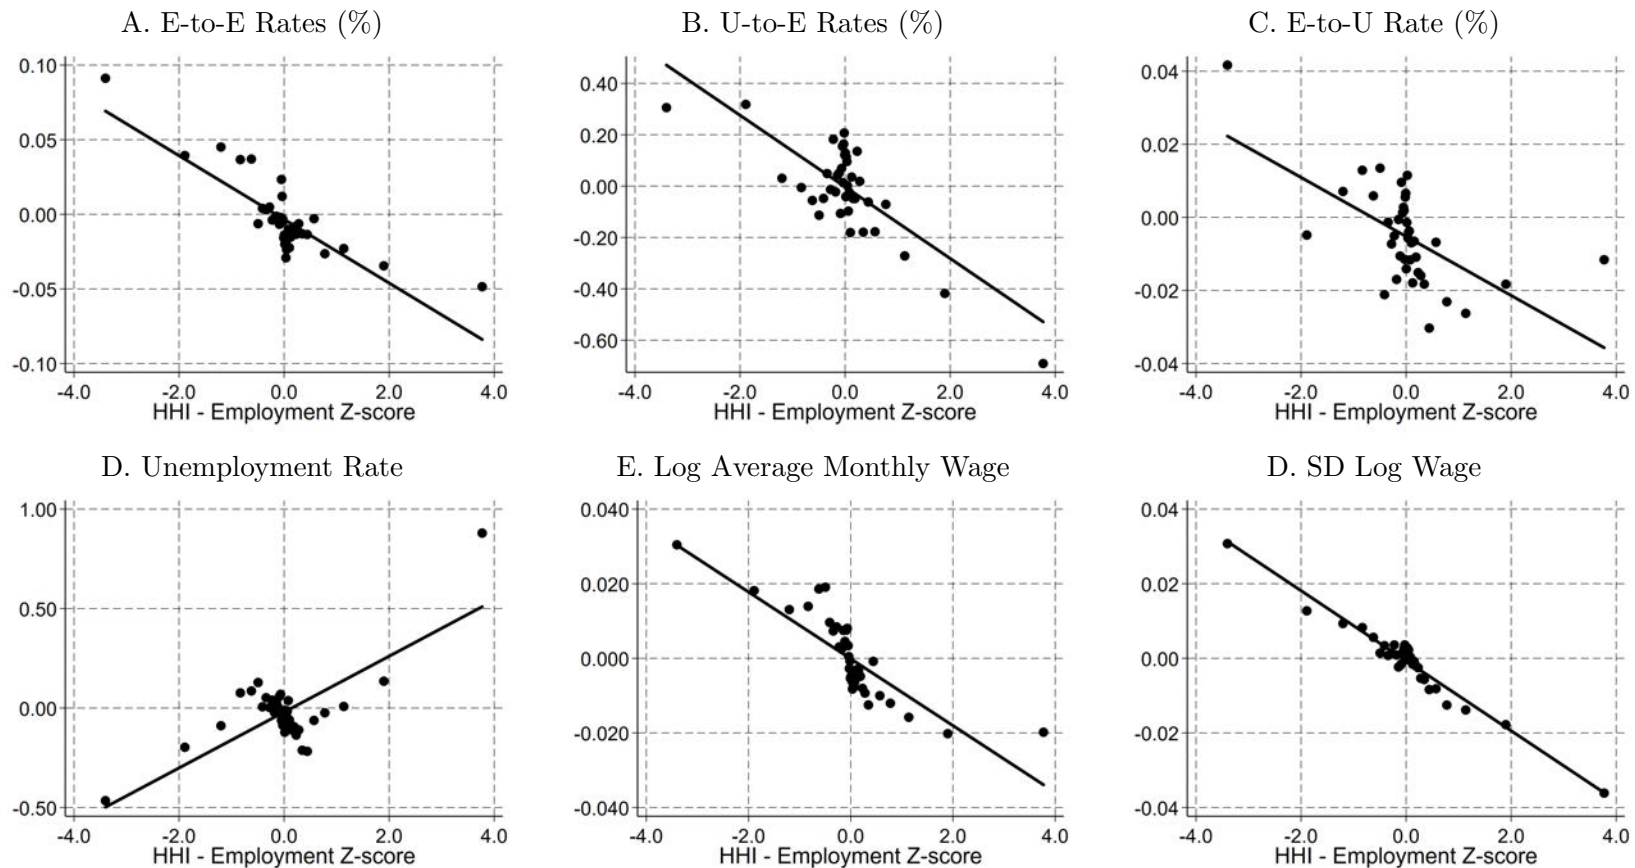 A. E-to-E Rates (%)
0.10
0.05
0.00
-0.05
-0.10
-4.0 -2.0 0.0 2.0 4.0
HHI - Employment Z-score
B. U-to-E Rates (%)
0.40
0.20
0.00
-0.20
-0.40
-0.60
-4.0 -2.0 0.0 2.0 4.0
HHI - Employment Z-score
C. E-to-U Rate (%)
0.04
0.02
0.00
-0.02
-0.04
-4.0 -2.0 0.0 2.0 4.0
HHI - Employment Z-score
D. Unemployment Rate
1.00
0.50
0.00
-0.50
-4.0 -2.0 0.0 2.0 4.0
HHI - Employment Z-score
E. Log Average Monthly Wage
0.040
0.020
0.000
-0.020
-0.040
-4.0 -2.0 0.0 2.0 4.0
HHI - Employment Z-score
D. SD Log Wage
0.04
0.02
0.00
-0.02
-0.04
-4.0 -2.0 0.0 2.0 4.0
HHI - Employment Z-score